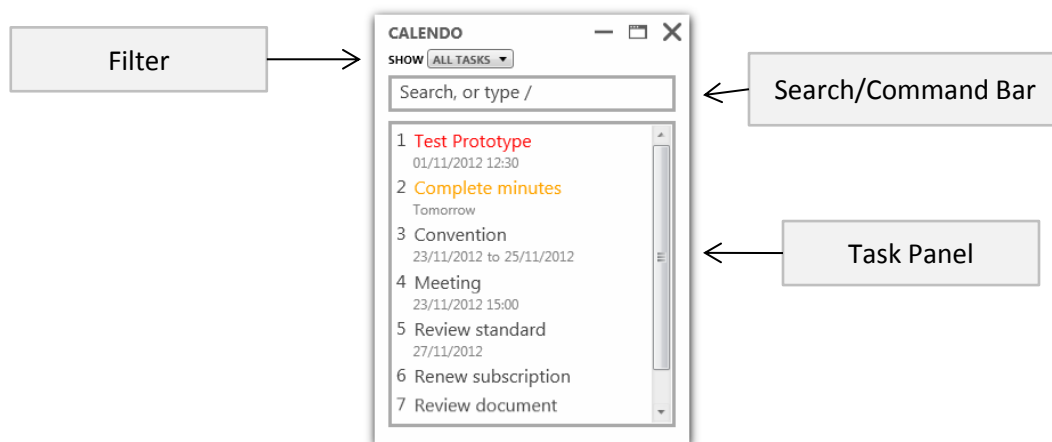 Filter
CALENDO
SHOW ALL TASKS
Search, or type /
Search/Command Bar
1 Test Prototype
01/11/2012 12:30
2 Complete minutes
Tomorrow
3 Convention
23/11/2012 to 25/11/2012
Task Panel
4 Meeting
23/11/2012 15:00
5 Review standard
27/11/2012
6 Renew subscription
7 Review document